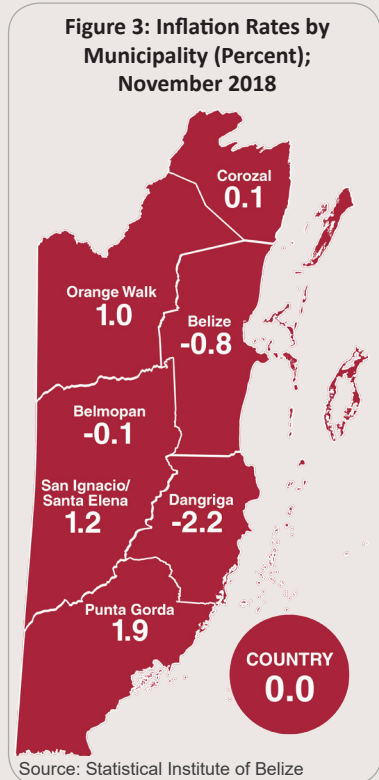 Figure 3: Inflation Rates by
Municipality (Percent);
November 2018
Corozal
0.1
Orange Walk
1.0
Belize
-0.8
Belmopan
-0.1
San Ignacio/
Santa Elena
1.2
Dangriga
-2.2
Punta Gorda
1.9
COUNTRY
0.0
Source: Statistical Institute of Belize